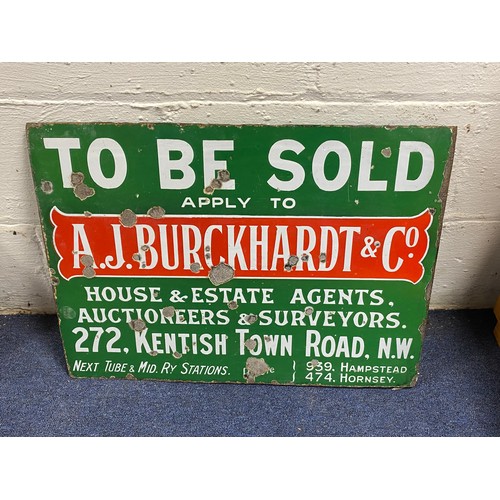 TO BE SOLD
APPLY TO
A.J. BURCKHARDT & Co
HOUSE & ESTATE AGENTS,
AUCTIONEERS & SURVEYORS.
272, KENTISH TOWN ROAD, N.W.
NEXT TUBE & MID. RY STATIONS.
939. HAMPSTEAD
474. HORNSEY.